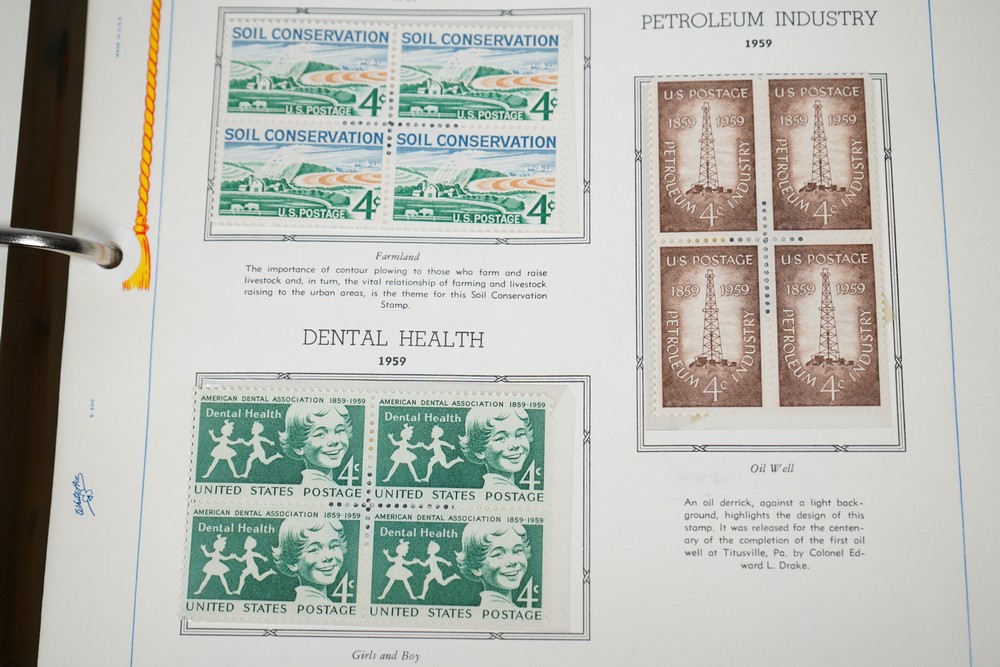 SOIL CONSERVATION
U.S. POSTAGE 4¢
SOIL CONSERVATION
U.S. POSTAGE 4¢
SOIL CONSERVATION
U.S. POSTAGE 4¢
SOIL CONSERVATION
U.S. POSTAGE 4¢
Farmland
The importance of contour plowing to those who farm and raise
livestock and, in turn, the vital relationship of farming and livestock
raising to the urban areas, is the theme for this Soil Conservation
Stamp.
DENTAL HEALTH
1959
AMERICAN DENTAL ASSOCIATION 1859-1959
Dental Health
4¢
UNITED STATES POSTAGE
AMERICAN DENTAL ASSOCIATION 1859-1959
Dental Health
4¢
UNITED STATES POSTAGE
AMERICAN DENTAL ASSOCIATION 1859-1959
Dental Health
4¢
UNITED STATES POSTAGE
AMERICAN DENTAL ASSOCIATION 1859-1959
Dental Health
4¢
UNITED STATES POSTAGE
Girls and Boy
PETROLEUM INDUSTRY
1959
U.S. POSTAGE
1859 1959
PETROLEUM INDUSTRY
4¢
U.S. POSTAGE
1859 1959
PETROLEUM INDUSTRY
4¢
U.S. POSTAGE
1859 1959
PETROLEUM INDUSTRY
4¢
U.S. POSTAGE
1859 1959
PETROLEUM INDUSTRY
4¢
Oil Well
An oil derrick, against a light back-
ground, highlights the design of this
stamp. It was released for the centen-
ary of the completion of the first oil
well at Titusville, Pa. by Colonel Ed-
ward L. Drake.
MADE IN U.S.A.